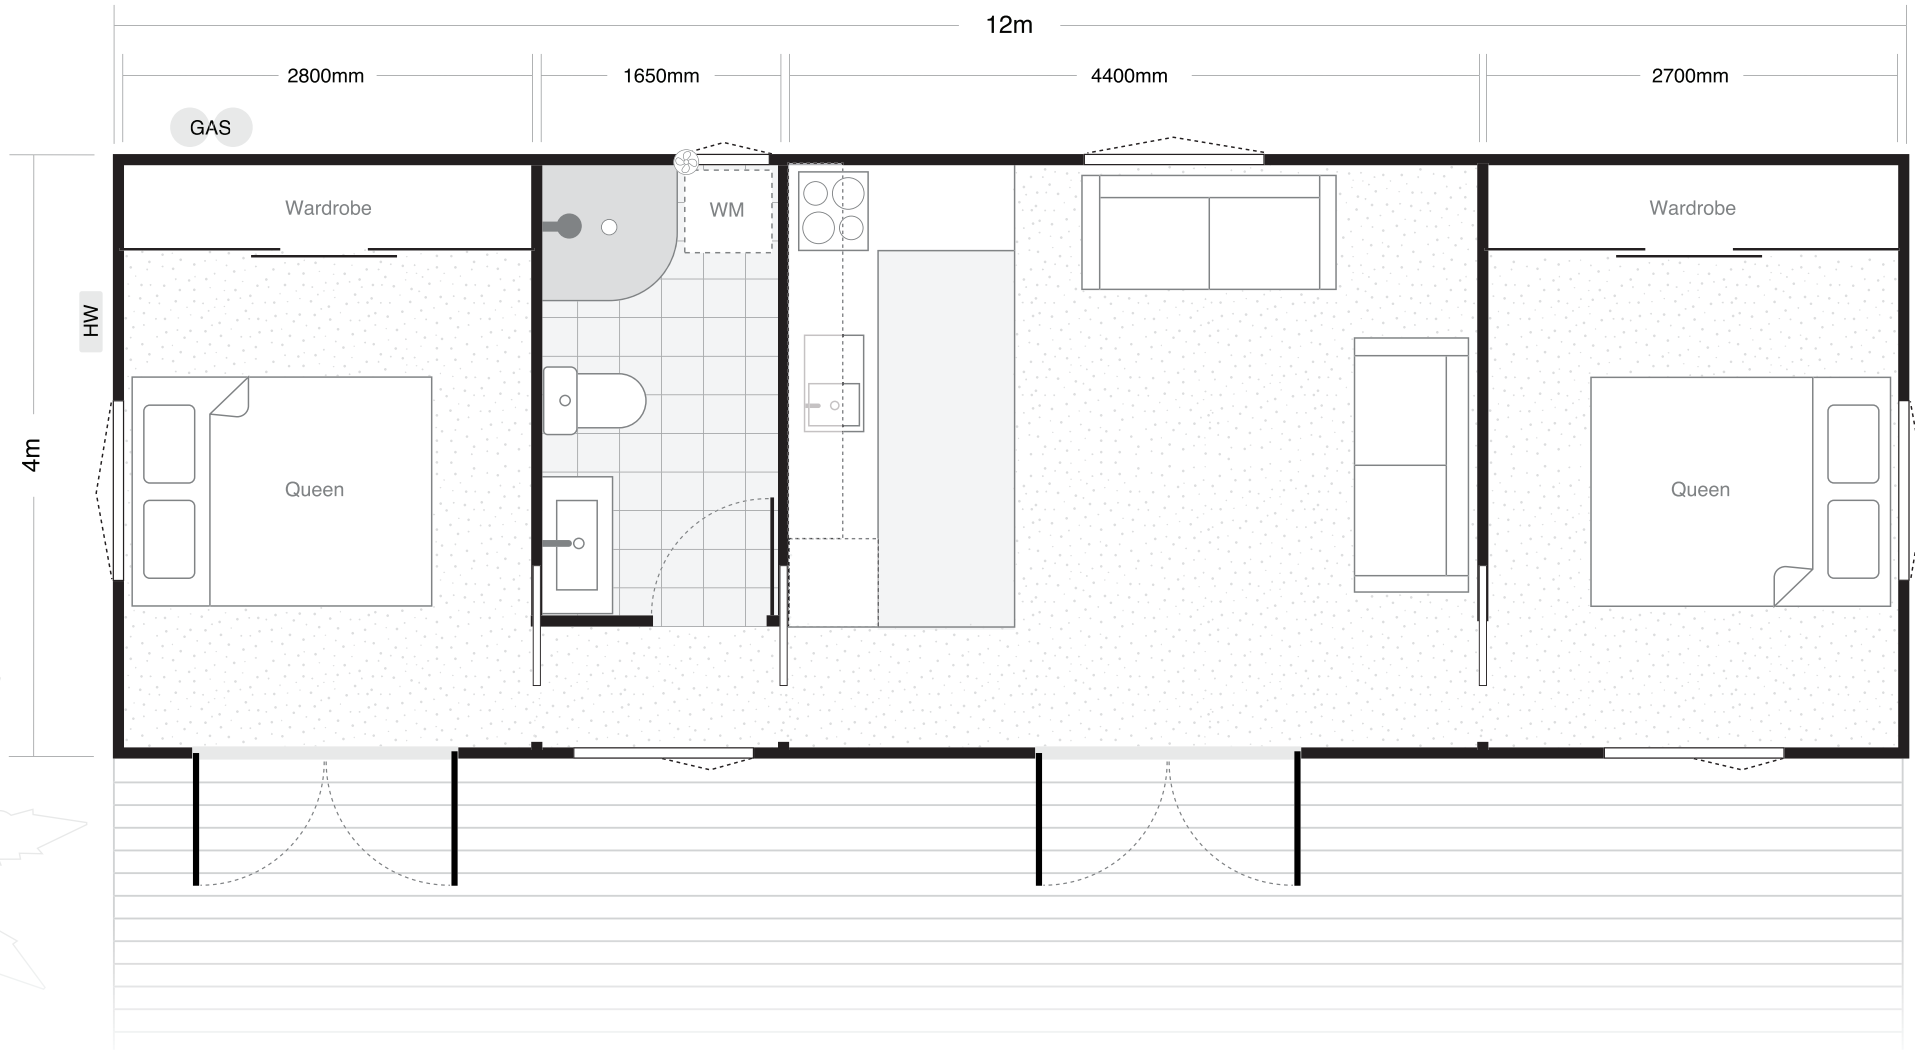 12m
2800mm
1650mm
4400mm
2700mm
GAS
Wardrobe
WM
Wardrobe
HW
4m
Queen
Queen